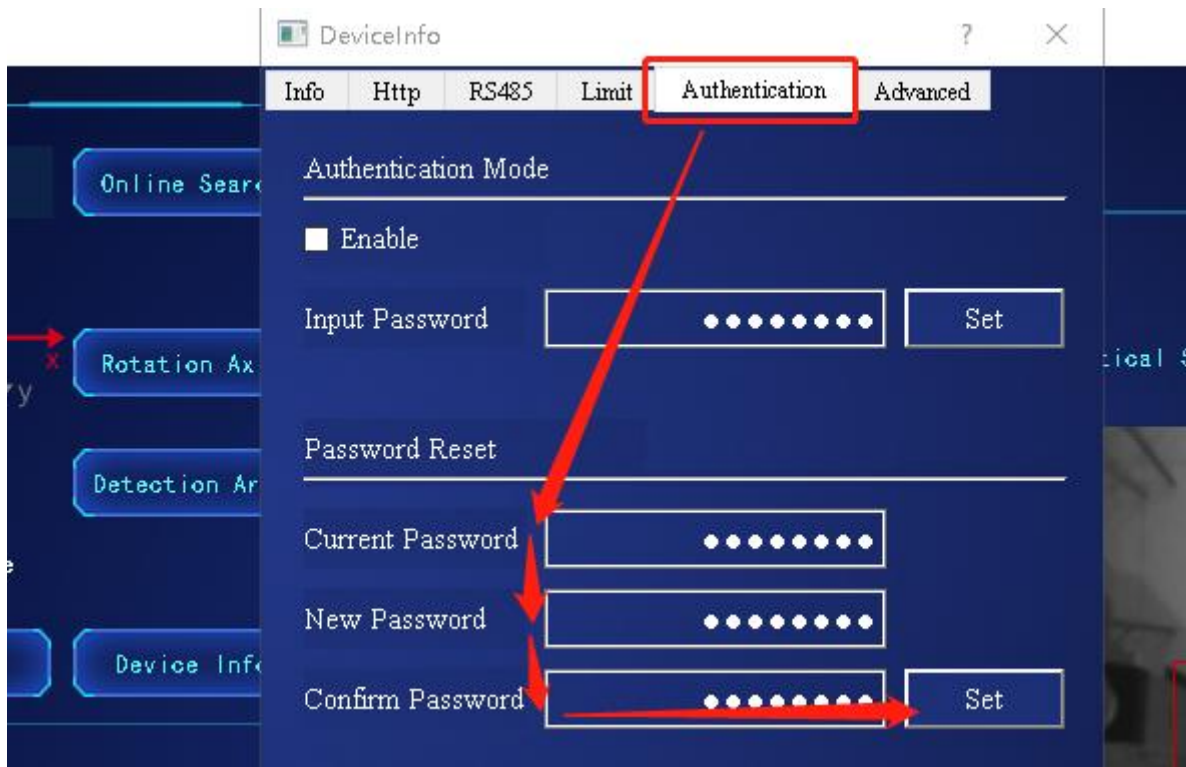 DeviceInfo
Info Http RS485 Limit Authentication Advanced
Authentication Mode
Online Sear
Enable
Input Password Set
Rotation Ax
x
y
ical
Password Reset
Detection Ar
Current Password
New Password
Device Inf
Confirm Password Set